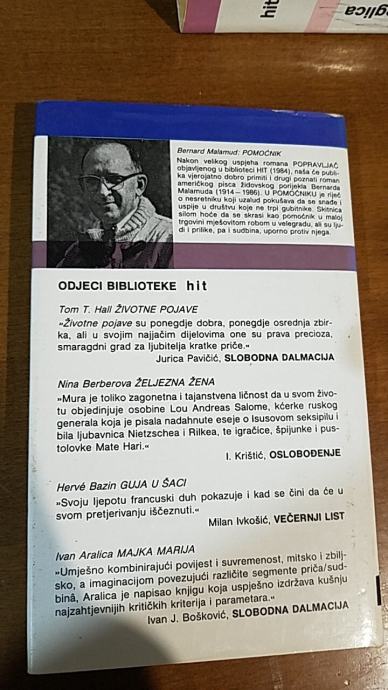 hit
aglica
Bernard Malamud: POMOĆNIK
Nakon velikog uspjeha romana POPRAVLJAČ
objavljenog u biblioteci HIT (1984), naša će publi-
ka vjerojatno dobro primiti i drugi poznati roman
američkog pisca židovskog porijekla Bernarda
Malamuda (1914—1986). U POMOĆNIKU je riječ
o nesretniku koji uzalud pokušava da se snađe i
uspije u društvu koje ne trpi gubitnike. Skitnica
silom hoće da se skrasi kao pomoćnik u maloj
trgovini mješovitom robom u velegradu, ali su lju-
di i prilike, pa i sudbina, uporno protiv njega.
ODJECI BIBLIOTEKE hit
Tom T. Hall ŽIVOTNE POJAVE
»Životne pojave su ponegdje dobra, ponegdje osrednja zbir-
ka, ali u svojim najjačim dijelovima one su prava precioza,
smaragdni grad za ljubitelja kratke priče.«
Jurica Pavičić, SLOBODNA DALMACIJA
Nina Berberova ŽELJEZNA ŽENA
»Mura je toliko zagonetna i tajanstvena ličnost da u svom živo-
tu objedinjuje osobine Lou Andreas Salome, kćerke ruskog
generala koja je pisala nadahnute eseje o Isusovom seksipilu i
bila ljubavnica Nietzschea i Rilkea, te igračice, špijunke i pus-
tolovke Mate Hari.«
I. Krištić, OSLOBOĐENJE
Hervé Bazin GUJA U ŠACI
»Svoju ljepotu francuski duh pokazuje i kad se čini da će u
svom pretjerivanju iščeznuti.«
Milan Ivkošić, VEČERNJI LIST
Ivan Aralica MAJKA MARIJA
»Umješno kombinirajući povijest i suvremenost, mitsko i zbilj-
sko, a imaginacijom povezujući različite segmente priča/sud-
binâ, Aralica je napisao knjigu koja uspješno izdržava kušnju
najzahtjevnijih kritičkih kriterija i parametara.«
Ivan J. Bošković, SLOBODNA DALMACIJA